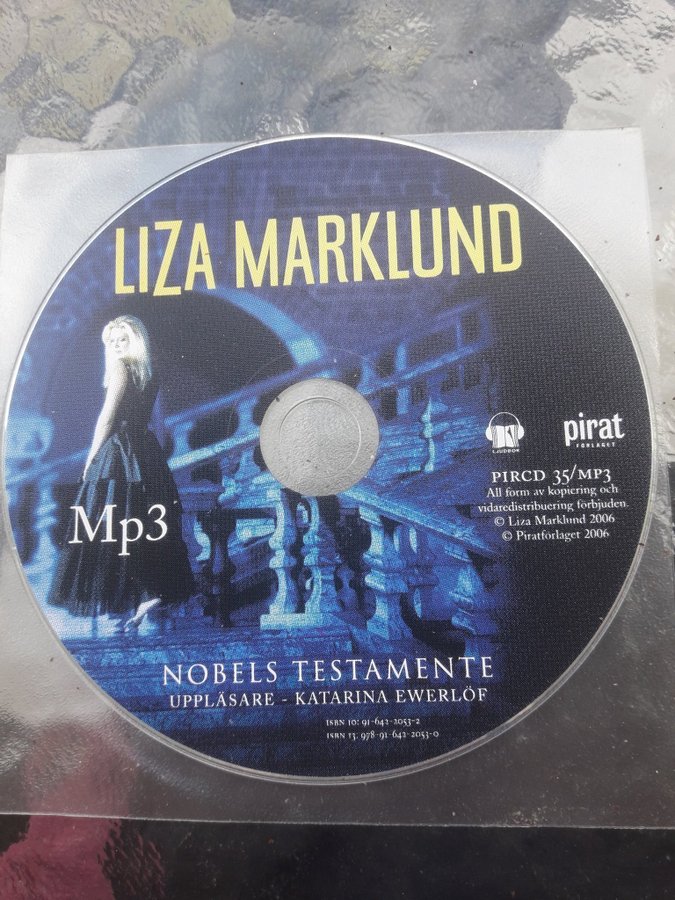 LIZA MARKLUND
LJUDBOK
pirat
FÖRLAGET
PIRCD 35/MP3
All form av kopiering och
vidaredistribuering förbjuden.
© Liza Marklund 2006
© Piratförlaget 2006
Mp3
NOBELS TESTAMENTE
UPPLÄSARE - KATARINA EWERLÖF
ISBN 10: 91-642-2053-2
ISBN 13: 978-91-642-2053-0